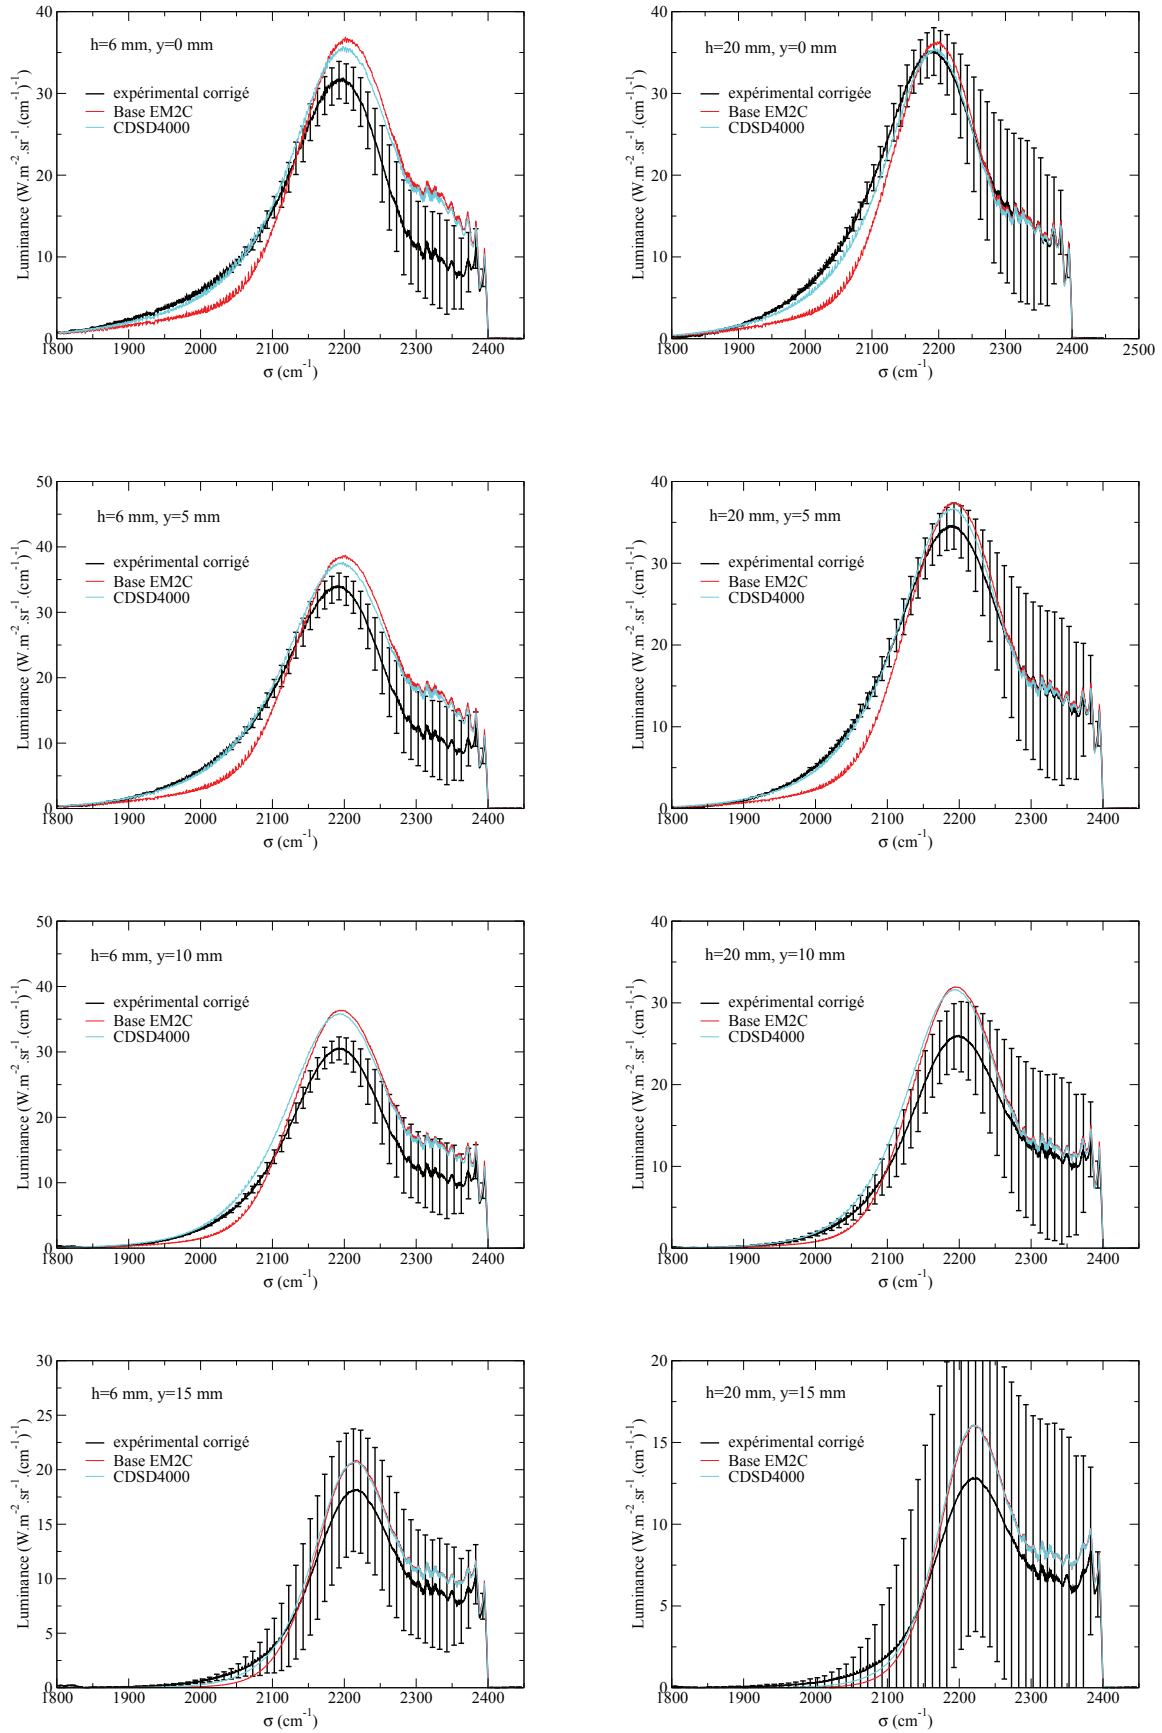 40
30
20
10
0
1800 1900 2000 2100 2200 2300 2400
σ (cm⁻¹)
Luminance (W.m⁻².sr⁻¹.(cm⁻¹)⁻¹)
h=6 mm, y=0 mm
expérimental corrigé
Base EM2C
CDSD4000
40
30
20
10
0
1800 1900 2000 2100 2200 2300 2400 2500
σ (cm⁻¹)
Luminance (W.m⁻².sr⁻¹.(cm⁻¹)⁻¹)
h=20 mm, y=0 mm
expérimental corrigée
Base EM2C
CDSD4000
50
40
30
20
10
0
1800 1900 2000 2100 2200 2300 2400
σ (cm⁻¹)
Luminance (W.m⁻².sr⁻¹.(cm⁻¹)⁻¹)
h=6 mm, y=5 mm
expérimental corrigé
Base EM2C
CDSD4000
40
30
20
10
0
1800 1900 2000 2100 2200 2300 2400
σ (cm⁻¹)
Luminance (W.m⁻².sr⁻¹.(cm⁻¹)⁻¹)
h=20 mm, y=5 mm
expérimental corrigé
Base EM2C
CDSD4000
50
40
30
20
10
0
1800 1900 2000 2100 2200 2300 2400
σ (cm⁻¹)
Luminance (W.m⁻².sr⁻¹.(cm⁻¹)⁻¹)
h=6 mm, y=10 mm
expérimental corrigé
Base EM2C
CDSD4000
40
30
20
10
0
1800 1900 2000 2100 2200 2300 2400
σ (cm⁻¹)
Luminance (W.m⁻².sr⁻¹.(cm⁻¹)⁻¹)
h=20 mm, y=10 mm
expérimental corrigé
Base EM2C
CDSD4000
30
25
20
15
10
5
0
1800 1900 2000 2100 2200 2300 2400
σ (cm⁻¹)
Luminance (W.m⁻².sr⁻¹.(cm⁻¹)⁻¹)
h=6 mm, y=15 mm
expérimental corrigé
Base EM2C
CDSD4000
20
15
10
5
0
1800 1900 2000 2100 2200 2300 2400
σ (cm⁻¹)
Luminance (W.m⁻².sr⁻¹.(cm⁻¹)⁻¹)
h=20 mm, y=15 mm
expérimental corrigé
Base EM2C
CDSD4000